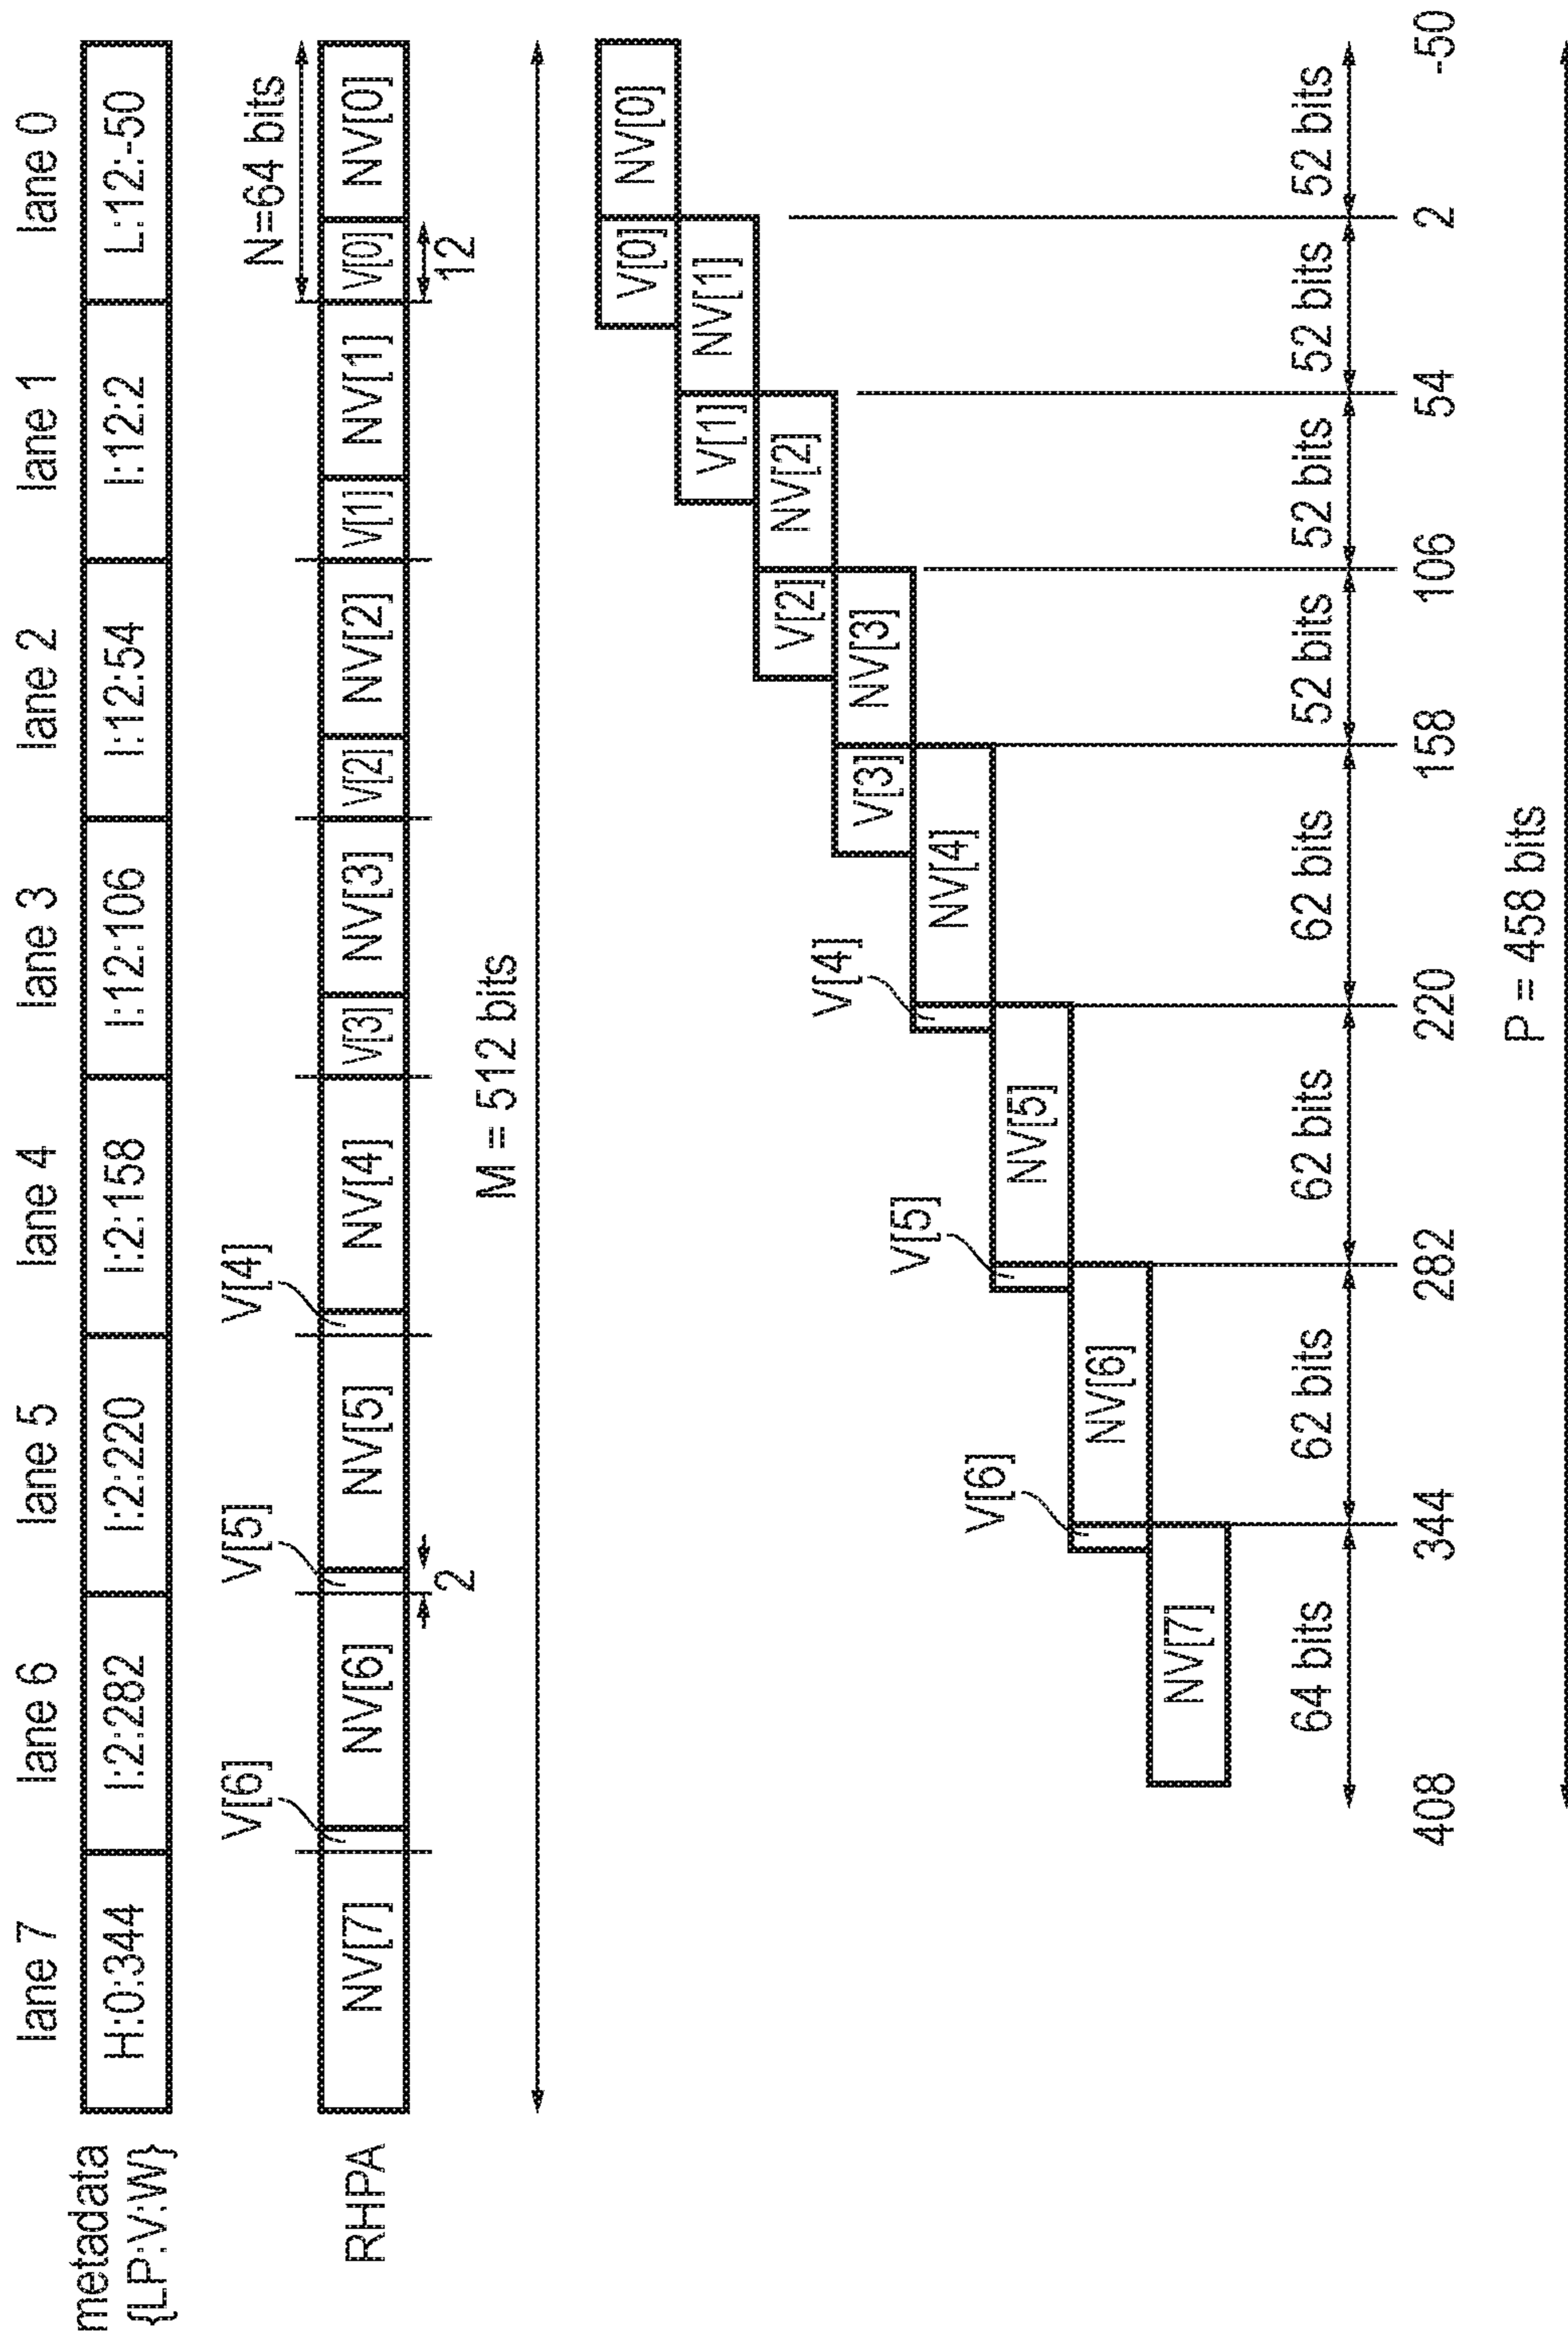 lane 7 lane 6 lane 5 lane 4 lane 3 lane 2 lane 1 lane 0
metadata {LP:V:W}
H:0:344 I:2:282 I:2:220 I:2:158 I:12:106 I:12:54 I:12:2 L:12:-50
V[6] V[5] V[4] N=64 bits
RHPA
NV[7] NV[6] NV[5] NV[4] V[3] NV[3] V[2] NV[2] V[1] NV[1] V[0] NV[0]
2 12
M = 512 bits
V[0] NV[0]
V[1] NV[1]
V[2] NV[2]
V[3] NV[3]
V[4] NV[4]
V[5] NV[5]
V[6] NV[6]
NV[7]
64 bits 62 bits 62 bits 62 bits 52 bits 52 bits 52 bits 52 bits
408 344 282 220 158 106 54 2 -50
P = 458 bits